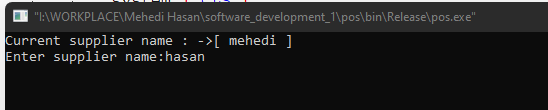 "I:\WORKPLACE\Mehedi Hasan\software_development_1\pos\bin\Release\pos.exe"
Current supplier name : ->[ mehedi ]
Enter supplier name:hasan